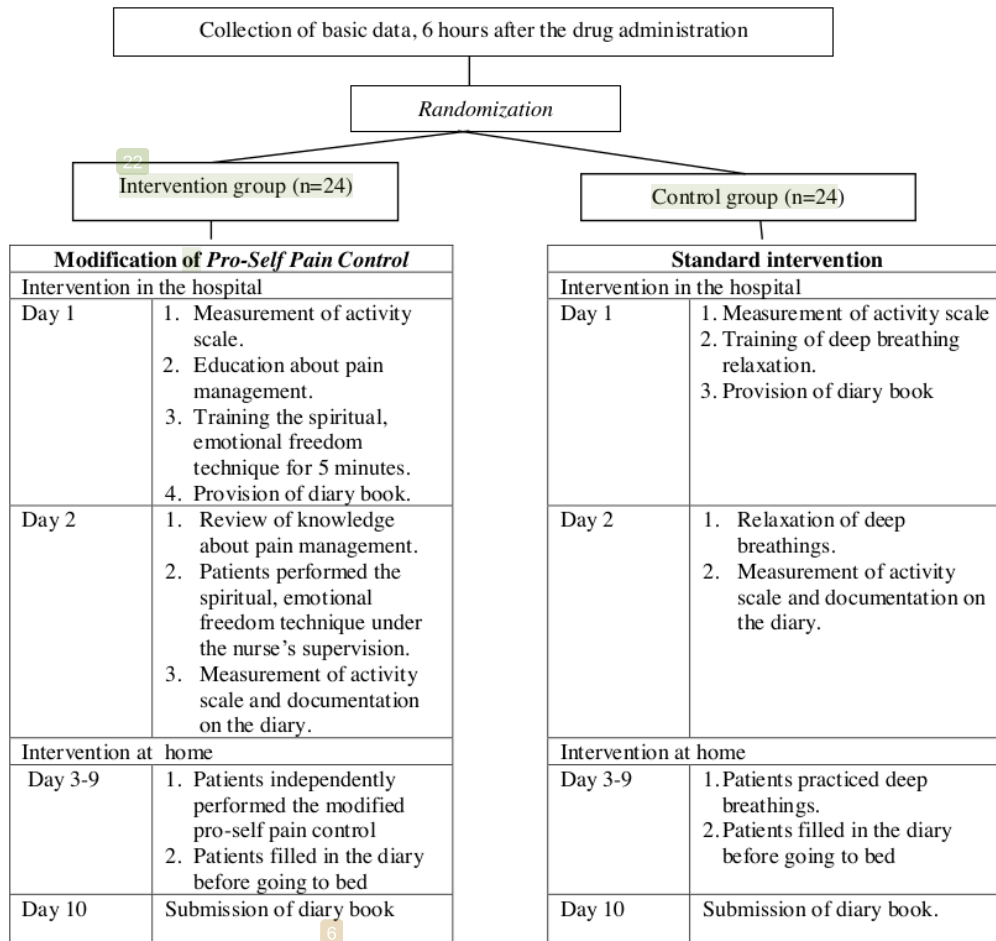 Collection of basic data, 6 hours after the drug administration
Randomization
22
Intervention group (n=24)
Control group (n=24)
Modification of Pro-Self Pain Control
Intervention in the hospital
Day 1
1. Measurement of activity
scale.
2. Education about pain
management.
3. Training the spiritual,
emotional freedom
technique for 5 minutes.
4. Provision of diary book.
Day 2
1. Review of knowledge
about pain management.
2. Patients performed the
spiritual, emotional
freedom technique under
the nurse's supervision.
3. Measurement of activity
scale and documentation
on the diary.
Intervention at home
Day 3-9
1. Patients independently
performed the modified
pro-self pain control
2. Patients filled in the diary
before going to bed
Day 10
Submission of diary book
6
Standard intervention
Intervention in the hospital
Day 1
1. Measurement of activity scale
2. Training of deep breathing
relaxation.
3. Provision of diary book
Day 2
1. Relaxation of deep
breathings.
2. Measurement of activity
scale and documentation on
the diary.
Intervention at home
Day 3-9
1. Patients practiced deep
breathings.
2. Patients filled in the diary
before going to bed
Day 10
Submission of diary book.